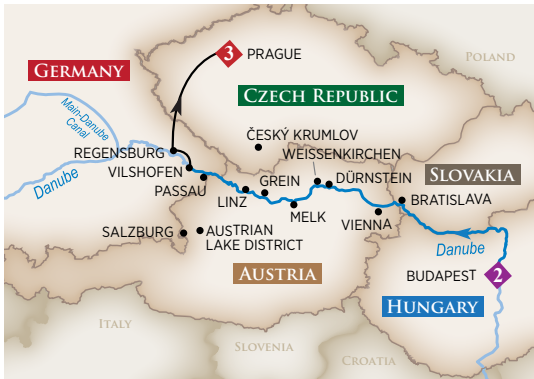 3 PRAGUE
POLAND
GERMANY
CZECH REPUBLIC
Main-Danube
Canal
ČESKÝ KRUMLOV
REGENSBURG
WEISSENKIRCHEN
VILSHOFEN
SLOVAKIA
Danube
PASSAU
GREIN
DÜRNSTEIN
LINZ
BRATISLAVA
MELK
VIENNA
SALZBURG
AUSTRIAN
LAKE DISTRICT
Danube
AUSTRIA
BUDAPEST 2
HUNGARY
ITALY
SLOVENIA
CROATIA